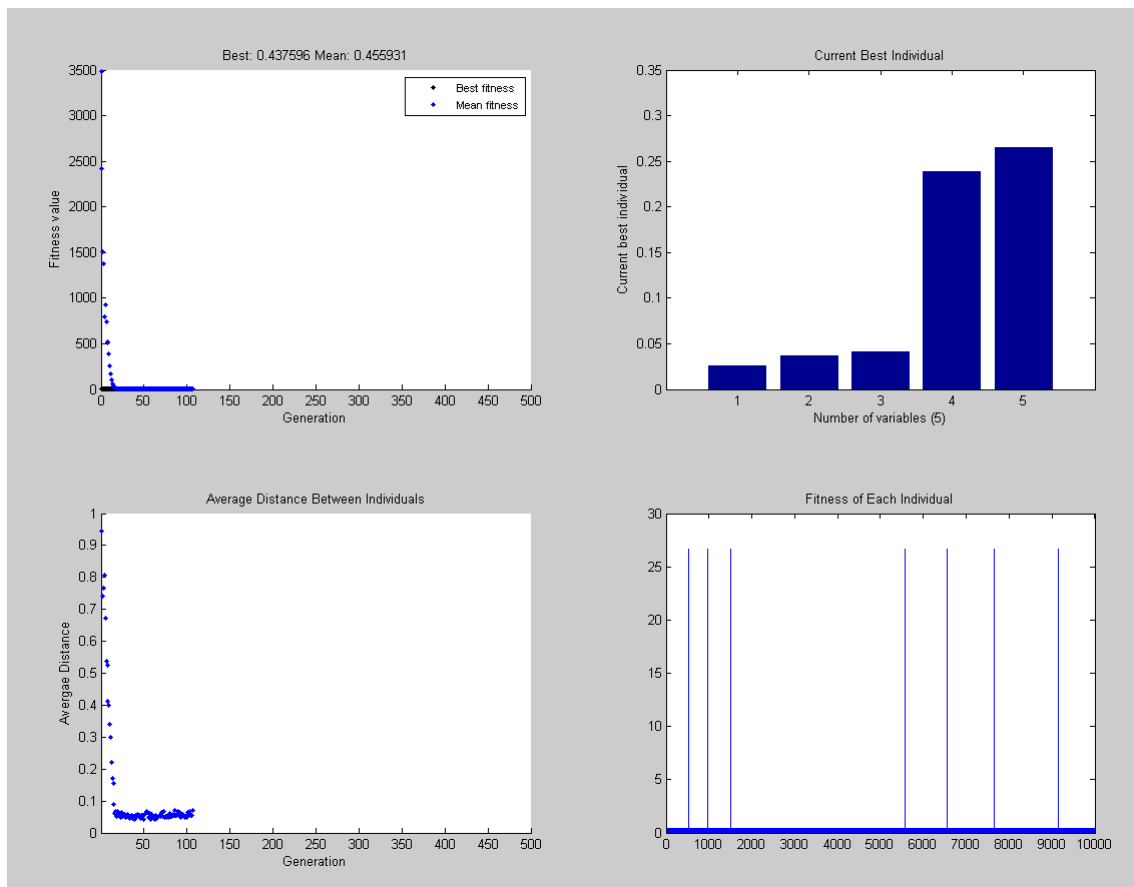 Best: 0.437596 Mean: 0.455931
3500
3000
2500
2000
1500
1000
500
0
Fitness value
Best fitness
Mean fitness
0 50 100 150 200 250 300 350 400 450 500
Generation
Current Best Individual
0.35
0.3
0.25
0.2
0.15
0.1
0.05
0
Current best individual
1 2 3 4 5
Number of variables (5)
Average Distance Between Individuals
1
0.9
0.8
0.7
0.6
0.5
0.4
0.3
0.2
0.1
0
Avergae Distance
50 100 150 200 250 300 350 400 450 500
Generation
Fitness of Each Individual
30
25
20
15
10
5
0
0 1000 2000 3000 4000 5000 6000 7000 8000 9000 10000